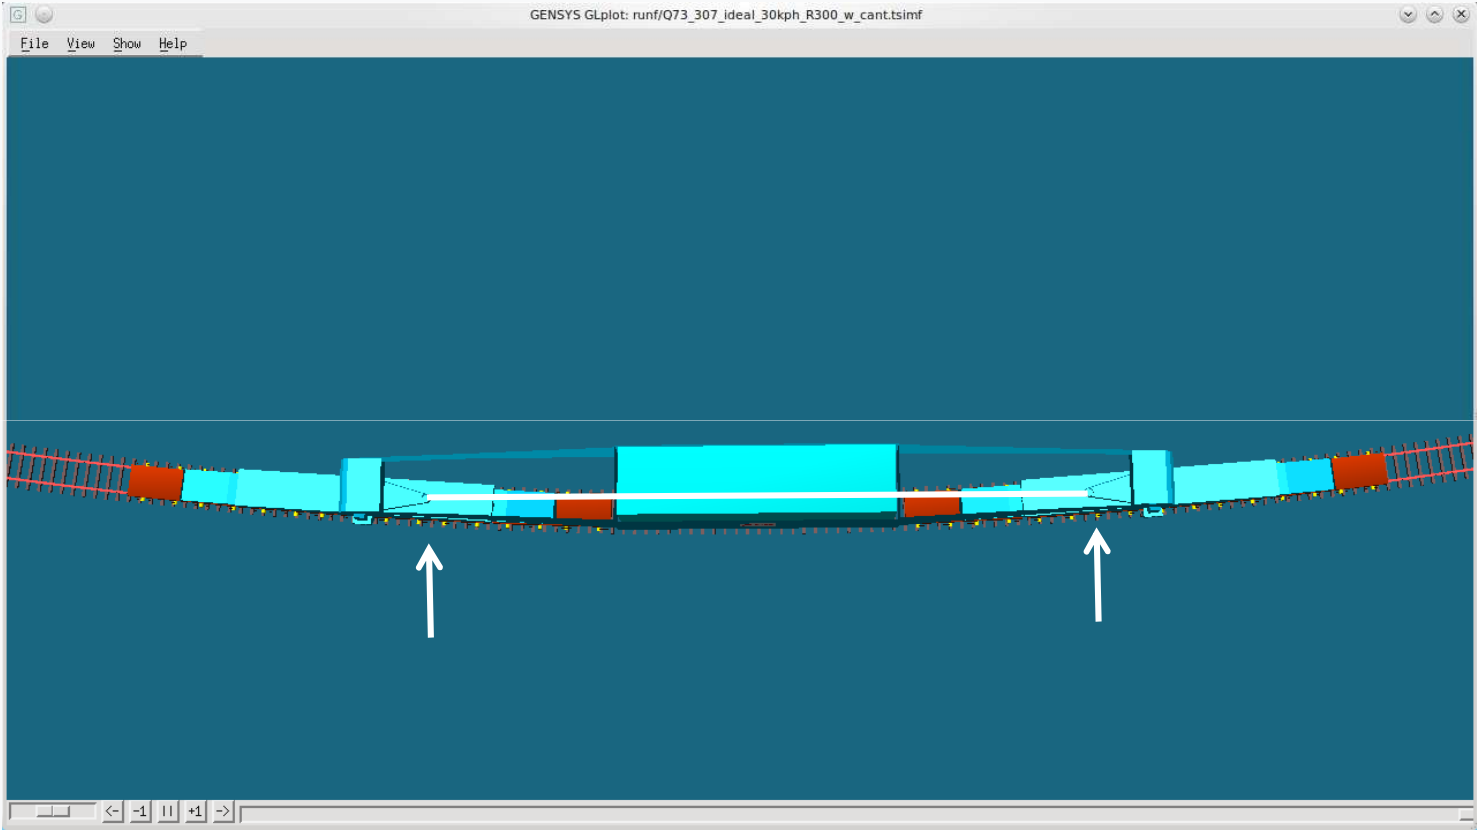 G
GENSYS GLplot: runf/Q73_307_ideal_30kph_R300_w_cant.tsimf
File View Show Help
<- -1 || +1 ->